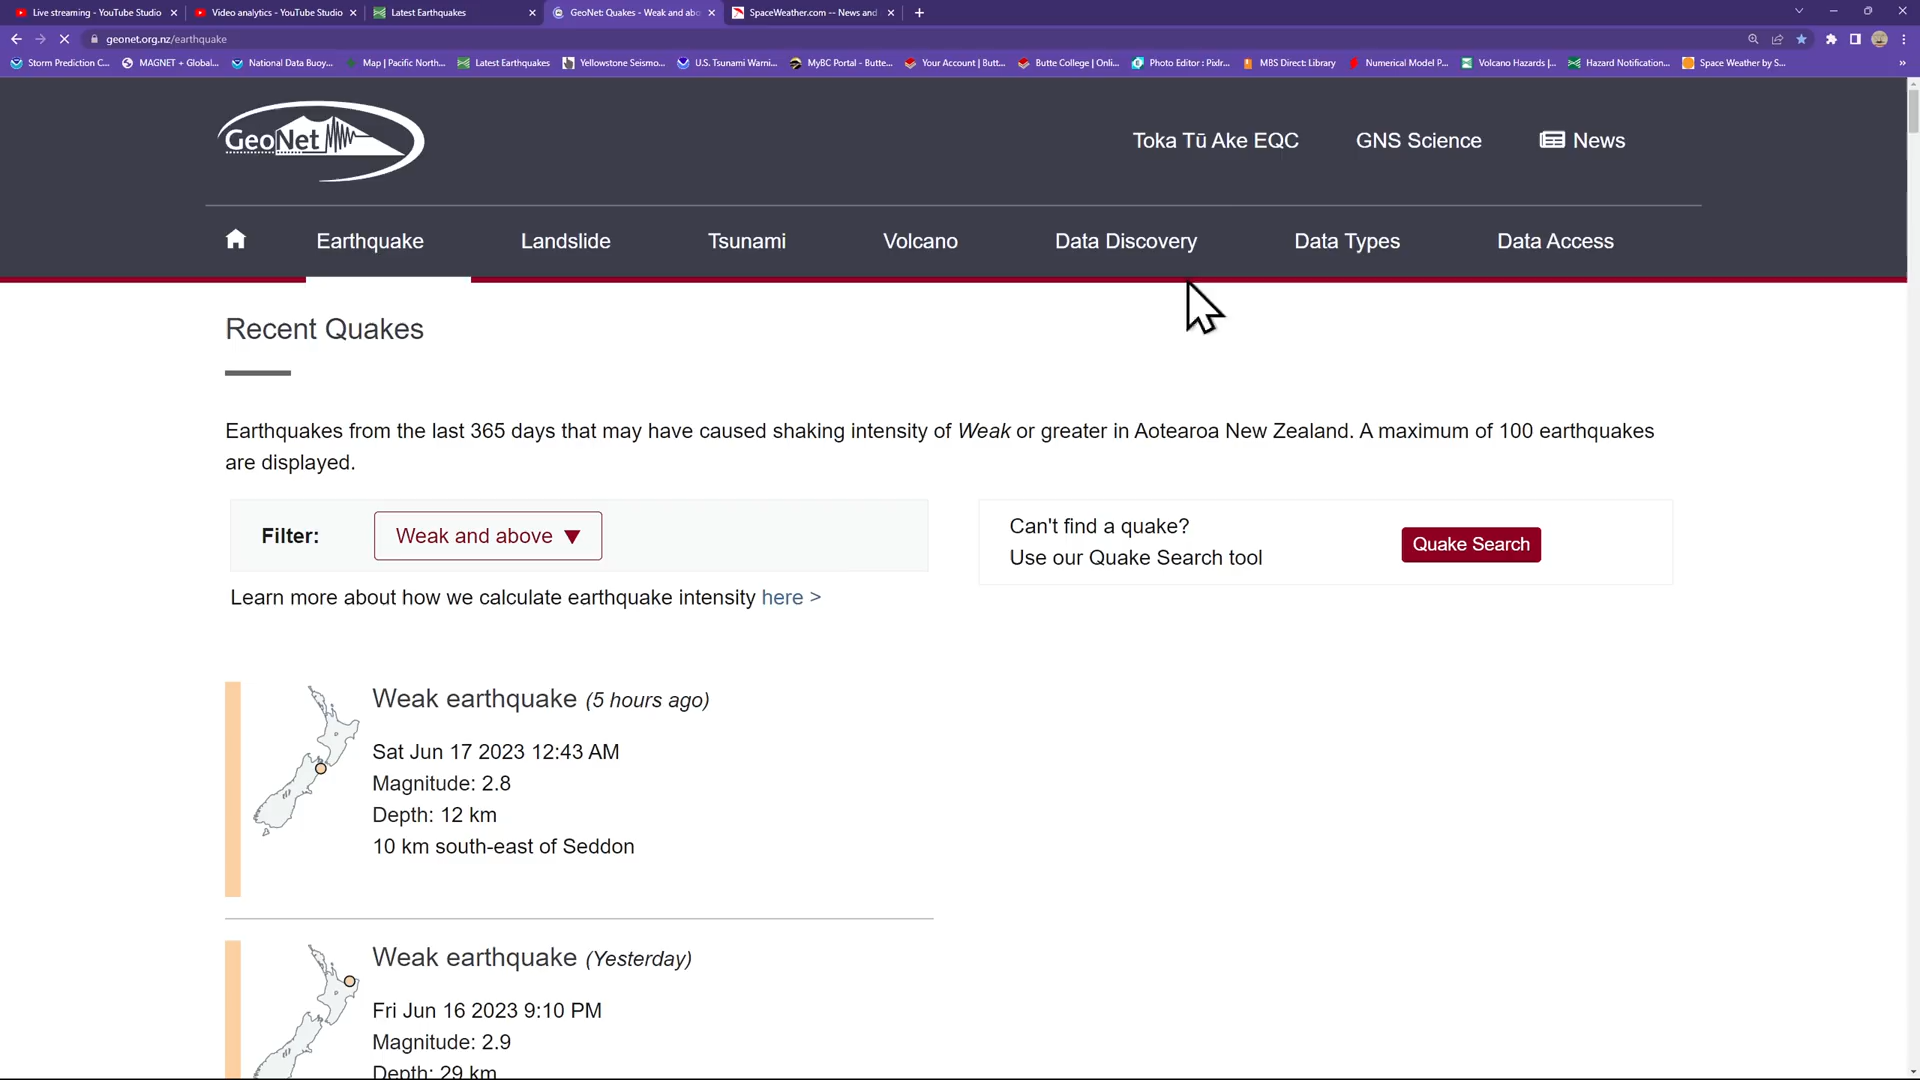 Live streaming - YouTube Studio
Video analytics - YouTube Studio
Latest Earthquakes
GeoNet: Quakes - Weak and abo
SpaceWeather.com -- News and
geonet.org.nz/earthquake
Storm Prediction C...
MAGNET + Global...
National Data Buoy...
Map | Pacific North...
Latest Earthquakes
Yellowstone Seismo...
U.S. Tsunami Warni...
MyBC Portal - Butte...
Your Account | Butt...
Butte College | Onli...
Photo Editor : Pixlr...
MBS Direct: Library
Numerical Model P...
Volcano Hazards |...
Hazard Notification...
Space Weather by S...
GeoNet
Toka Tū Ake EQC
GNS Science
News
Earthquake
Landslide
Tsunami
Volcano
Data Discovery
Data Types
Data Access
Recent Quakes
Earthquakes from the last 365 days that may have caused shaking intensity of Weak or greater in Aotearoa New Zealand. A maximum of 100 earthquakes
are displayed.
Filter:
Weak and above
Can't find a quake?
Use our Quake Search tool
Quake Search
Learn more about how we calculate earthquake intensity here >
Weak earthquake (5 hours ago)
Sat Jun 17 2023 12:43 AM
Magnitude: 2.8
Depth: 12 km
10 km south-east of Seddon
Weak earthquake (Yesterday)
Fri Jun 16 2023 9:10 PM
Magnitude: 2.9
Depth: 29 km